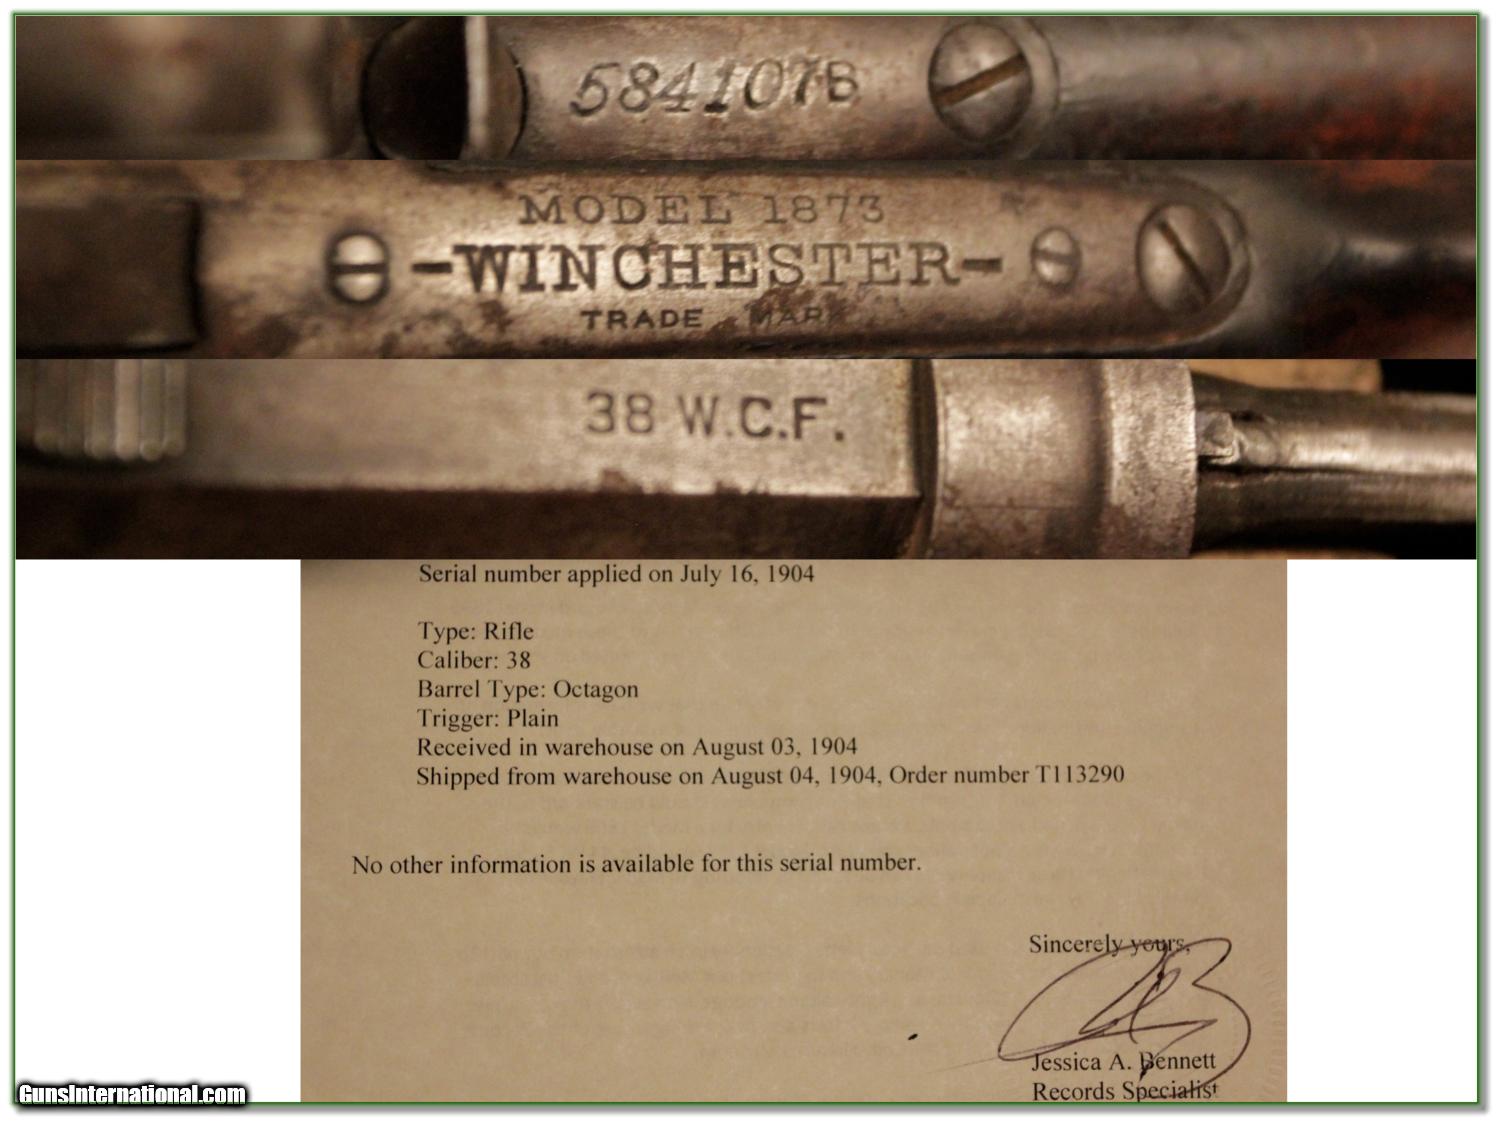 584107B
MODEL 1873
-WINCHESTER-
TRADE MARK
38 W.C.F.
Serial number applied on July 16, 1904
Type: Rifle
Caliber: 38
Barrel Type: Octagon
Trigger: Plain
Received in warehouse on August 03, 1904
Shipped from warehouse on August 04, 1904, Order number T113290
No other information is available for this serial number.
Sincerely yours,
Jessica A. Bennett
Records Specialist
GunsInternational.com